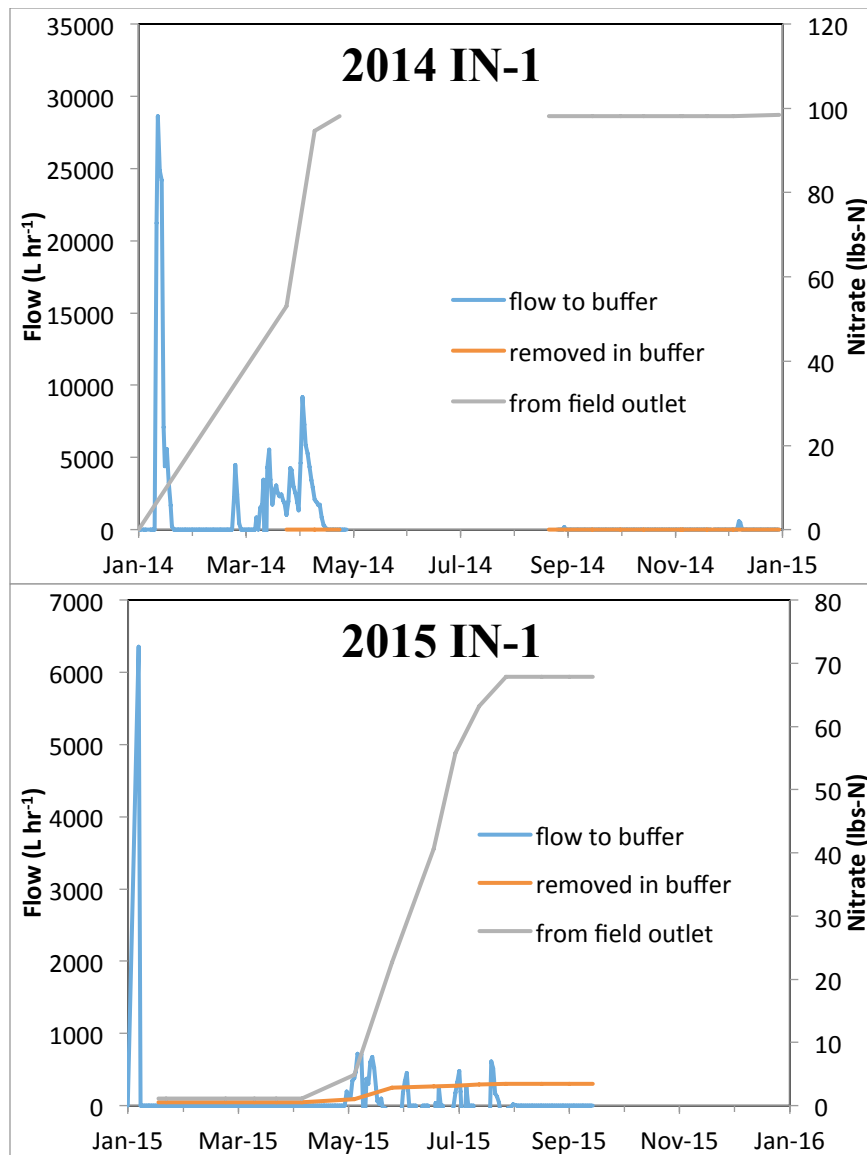 2014 IN-1
35000
30000
25000
20000
15000
10000
5000
0
Flow (L hr⁻¹)
120
100
80
60
40
20
0
Nitrate (lbs-N)
flow to buffer
removed in buffer
from field outlet
Jan-14 Mar-14 May-14 Jul-14 Sep-14 Nov-14 Jan-15
2015 IN-1
7000
6000
5000
4000
3000
2000
1000
0
Flow (L hr⁻¹)
80
70
60
50
40
30
20
10
0
Nitrate (lbs-N)
flow to buffer
removed in buffer
from field outlet
Jan-15 Mar-15 May-15 Jul-15 Sep-15 Nov-15 Jan-16